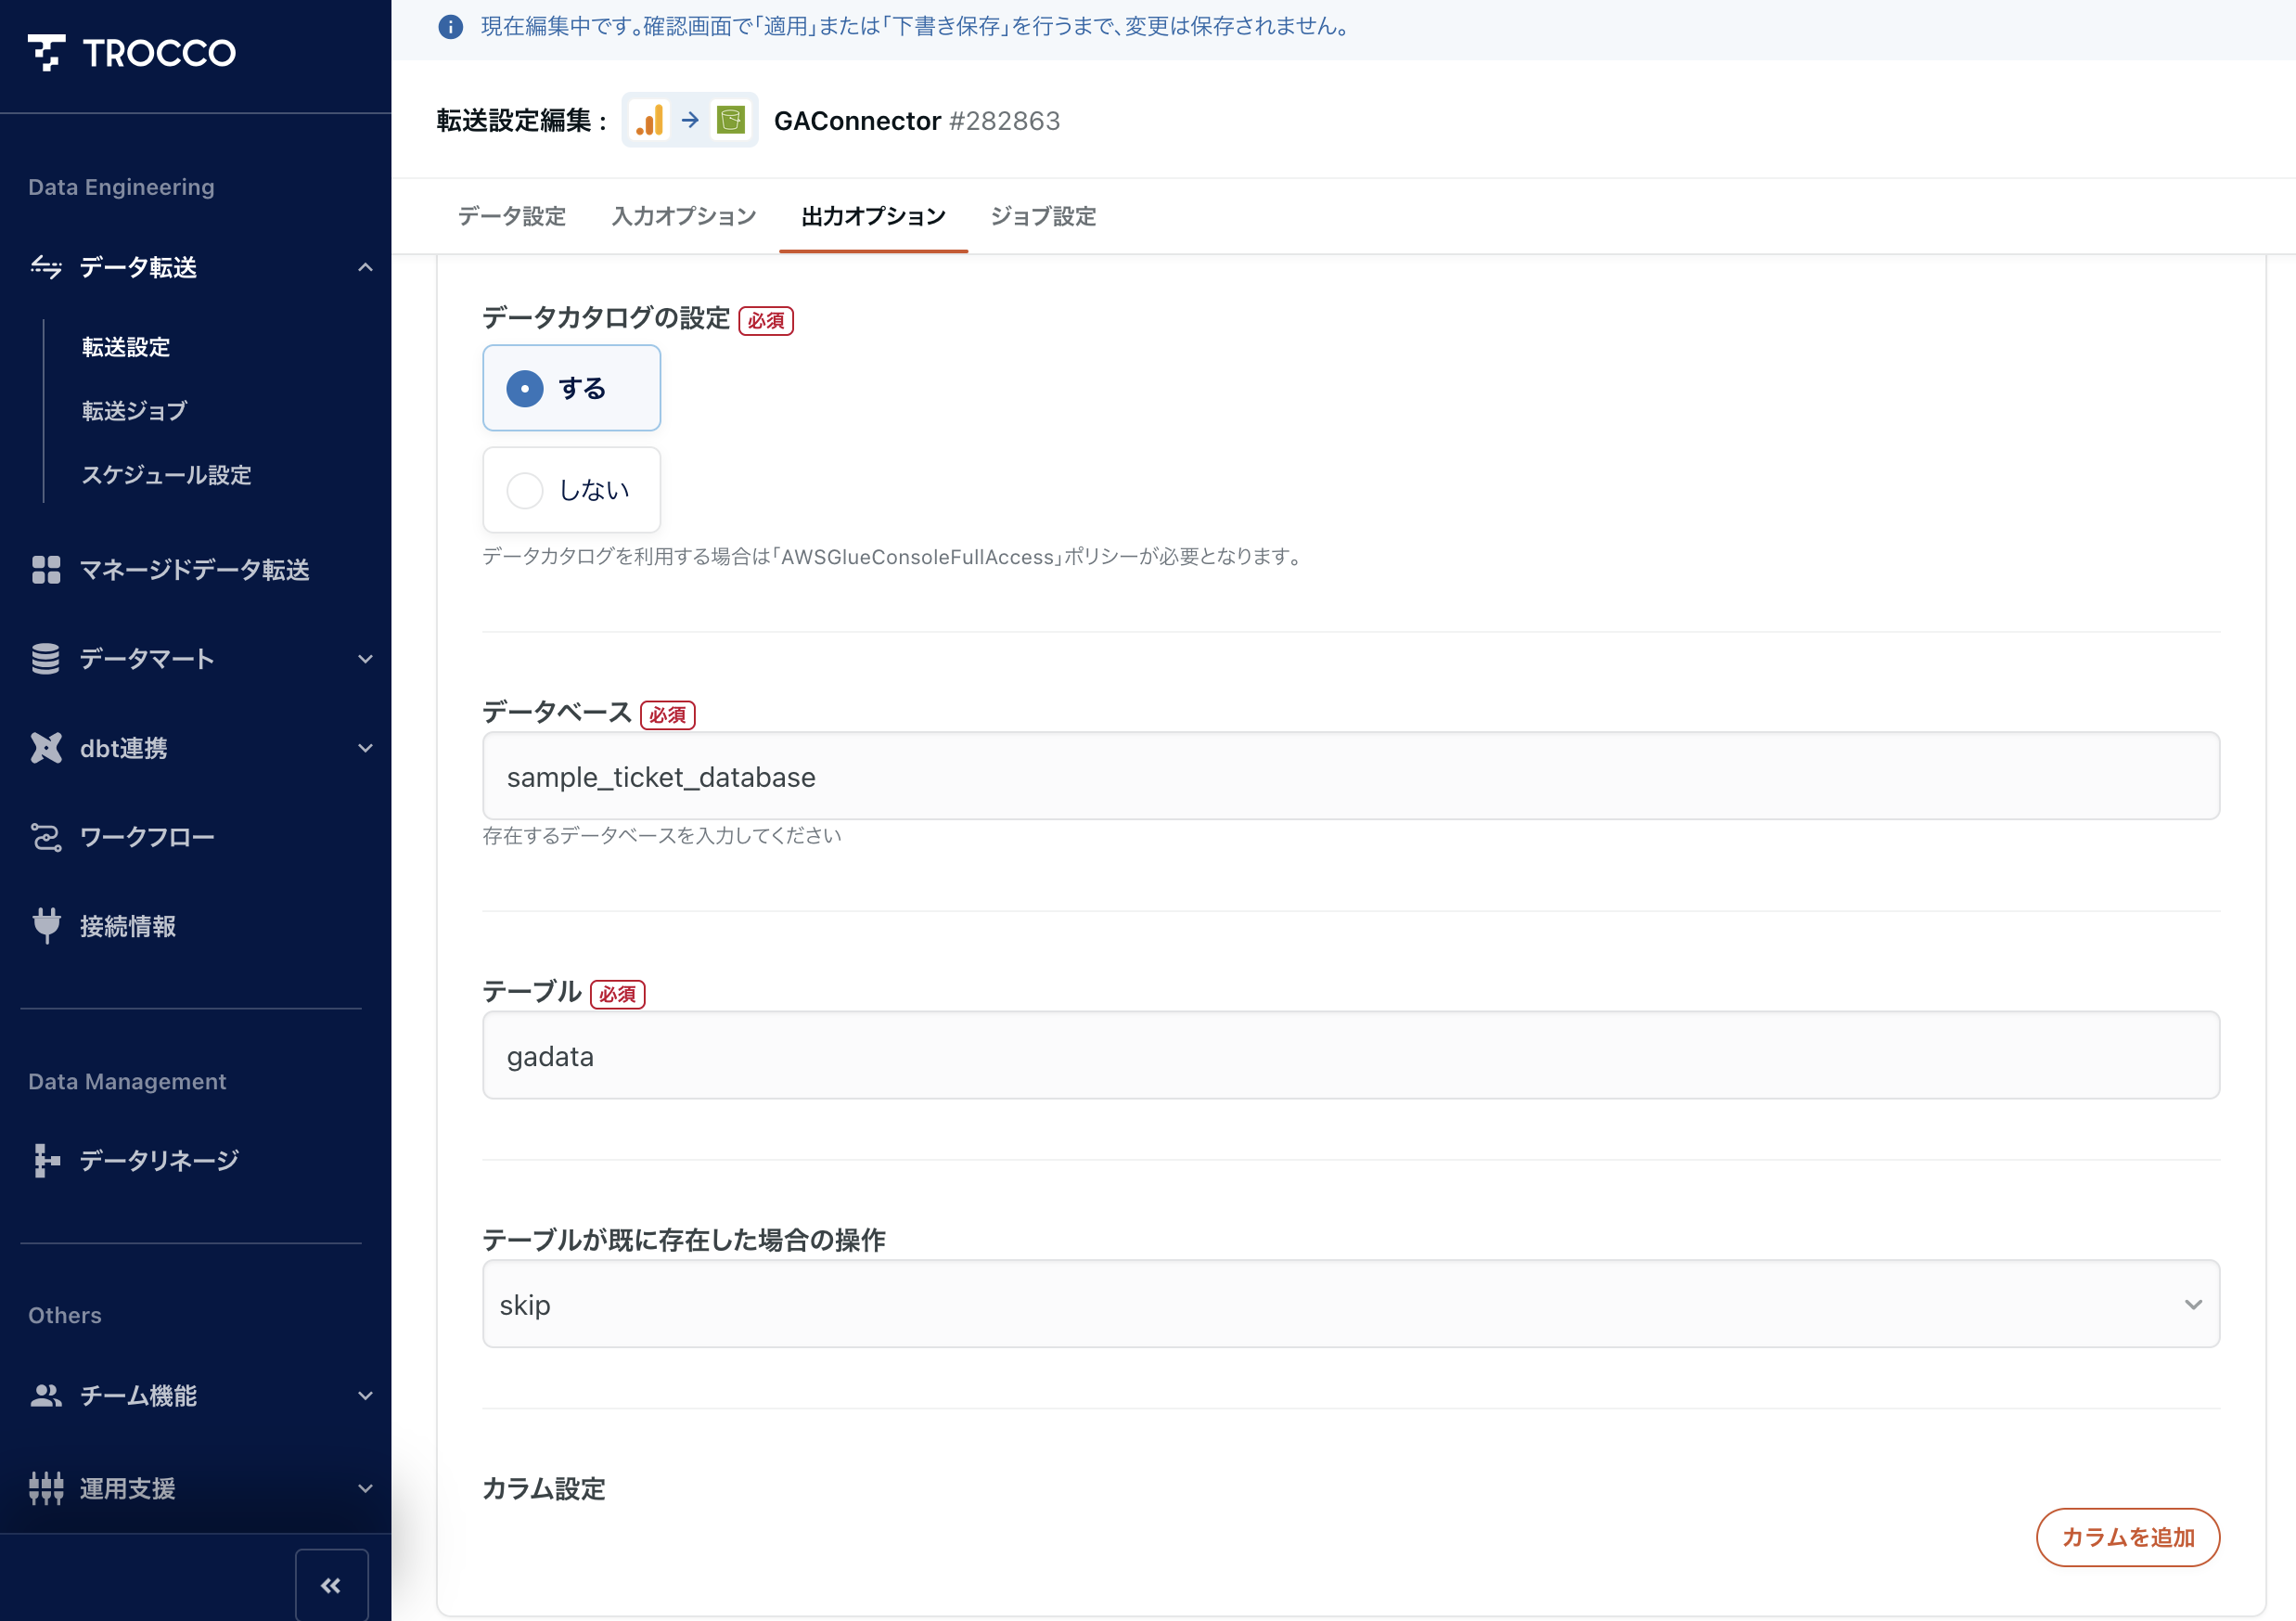 TROCCO
Data Engineering
データ転送
転送設定
転送ジョブ
スケジュール設定
マネージドデータ転送
データマート
dbt連携
ワークフロー
接続情報
Data Management
データリネージ
Others
チーム機能
運用支援
現在編集中です。確認画面で「適用」または「下書き保存」を行うまで、変更は保存されません。
転送設定編集 : GAConnector #282863
データ設定 入力オプション 出力オプション ジョブ設定
データカタログの設定 必須
する
しない
データカタログを利用する場合は「AWSGlueConsoleFullAccess」ポリシーが必要となります。
データベース 必須
sample_ticket_database
存在するデータベースを入力してください
テーブル 必須
gadata
テーブルが既に存在した場合の操作
skip
カラム設定
カラムを追加